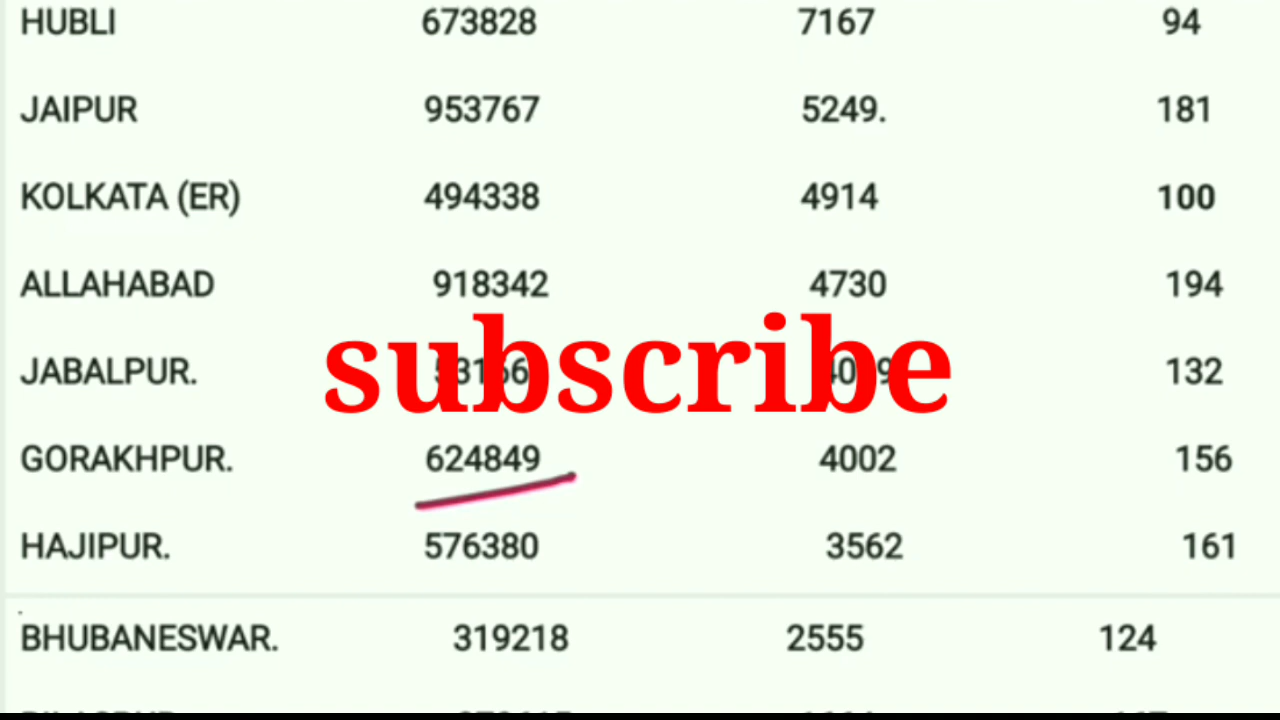 HUBLI 673828 7167 94
JAIPUR 953767 5249. 181
KOLKATA (ER) 494338 4914 100
ALLAHABAD 918342 4730 194
subscribe
JABALPUR. 132
GORAKHPUR. 624849 4002 156
HAJIPUR. 576380 3562 161
BHUBANESWAR. 319218 2555 124